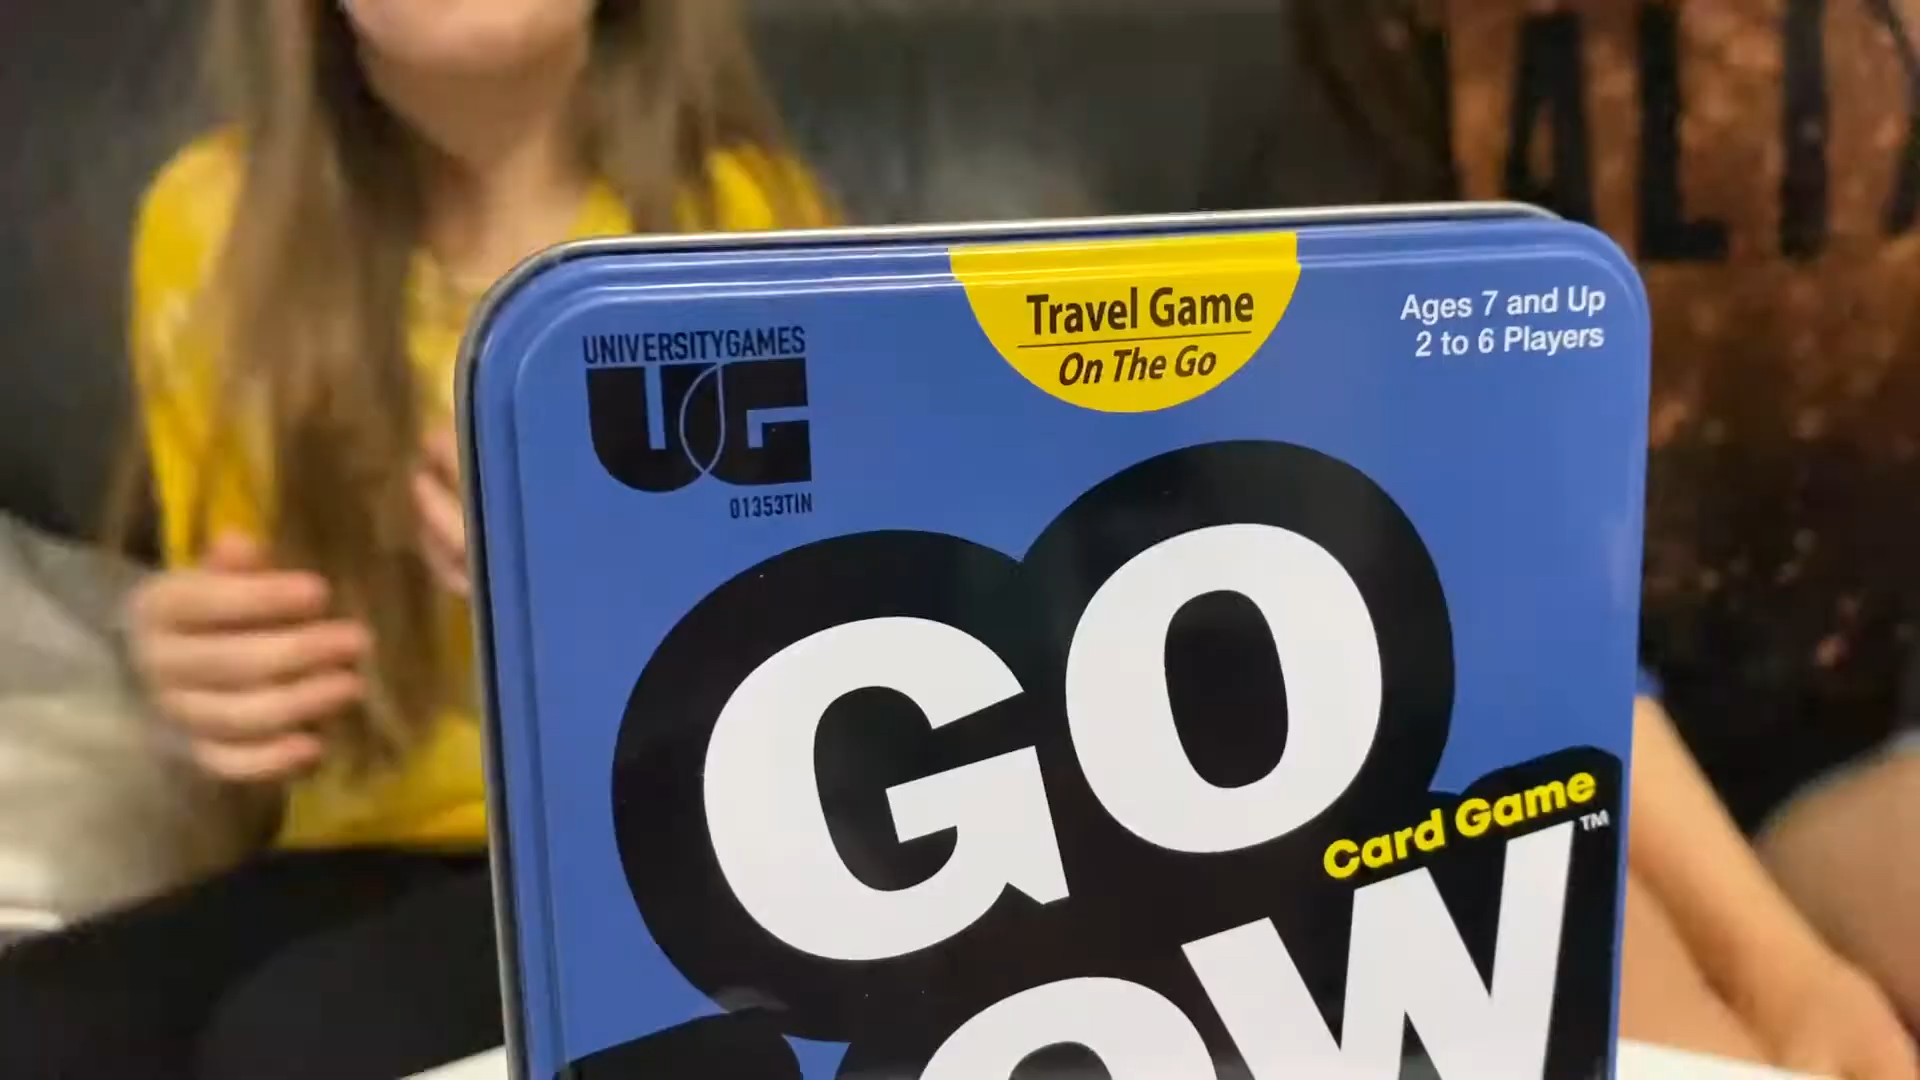 UNIVERSITYGAMES
UG
01353TIN
Travel Game
On The Go
Ages 7 and Up
2 to 6 Players
GO
Card Game
TM